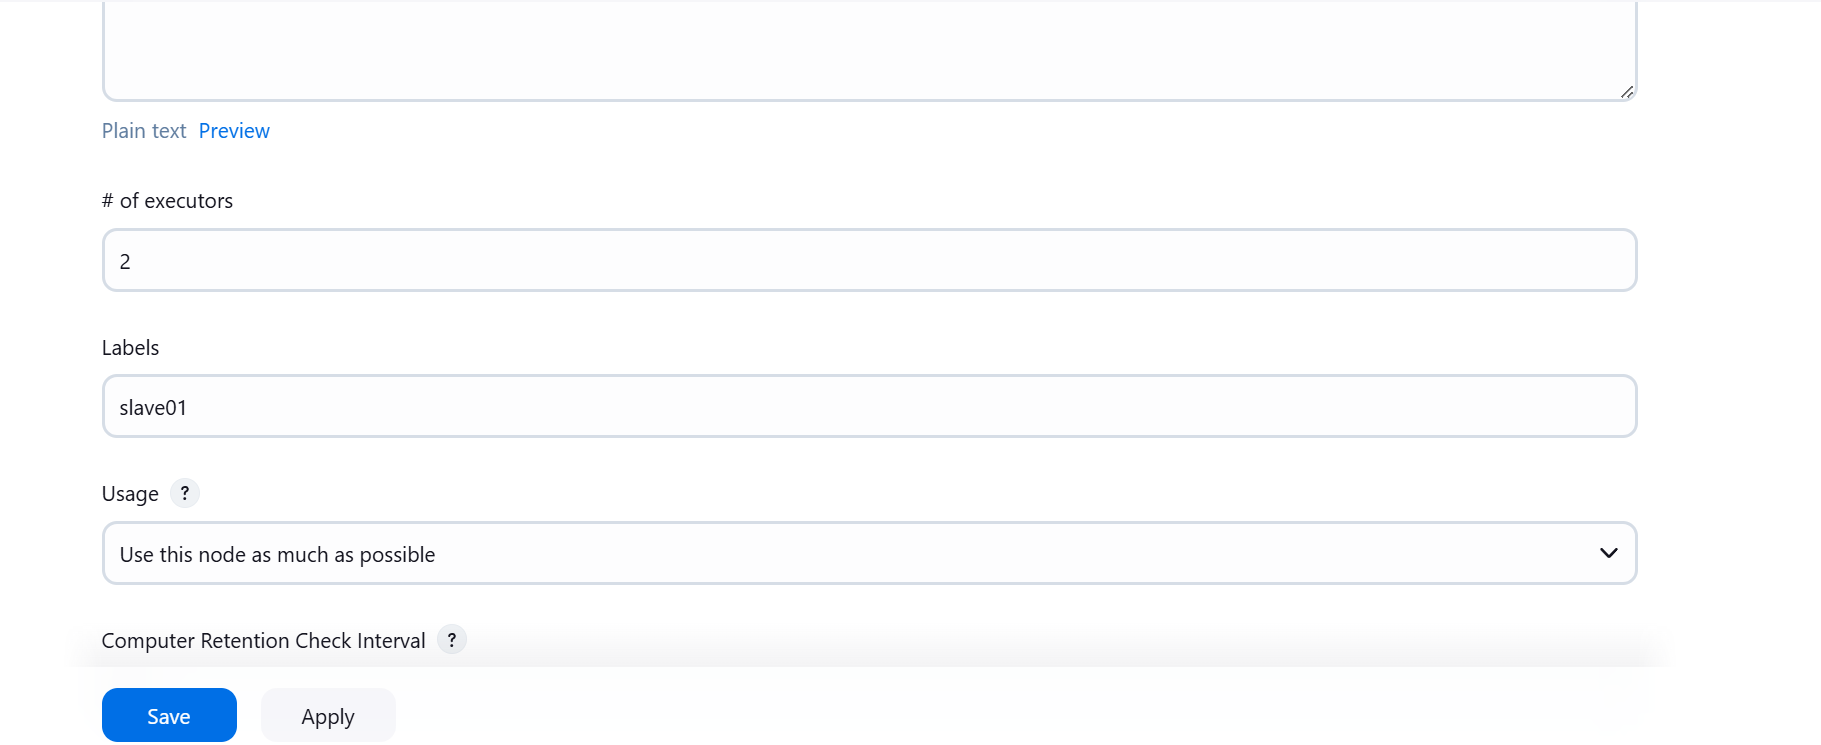 Plain text Preview
# of executors
2
Labels
slave01
Usage ?
Use this node as much as possible
Computer Retention Check Interval ?
Save Apply